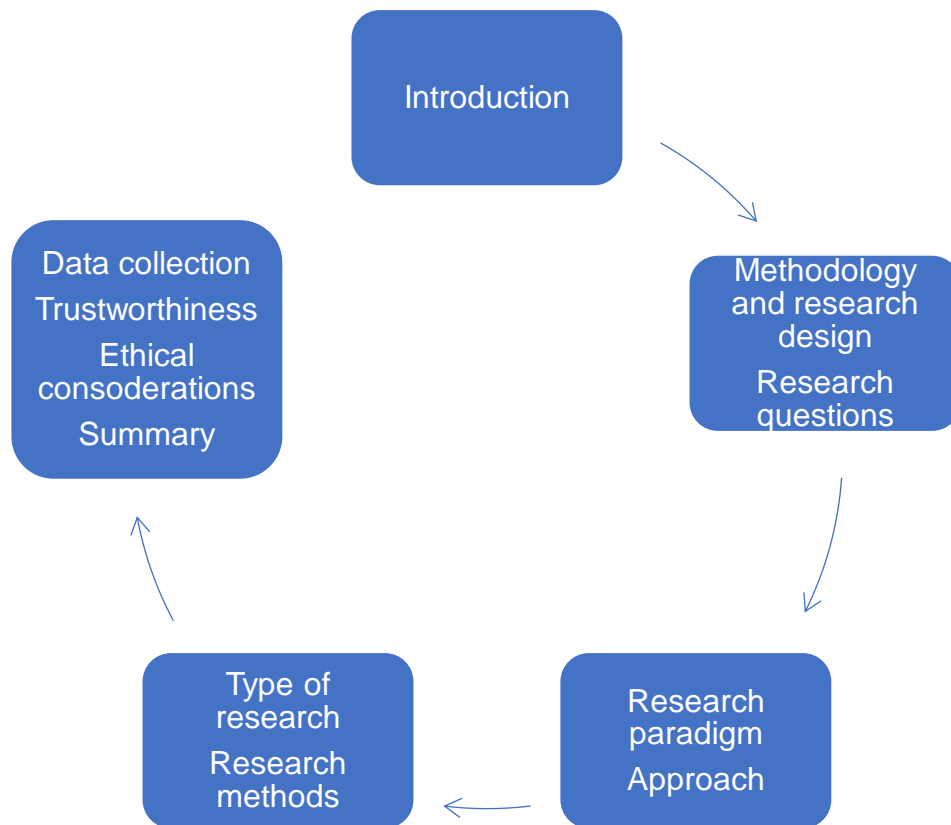 Introduction
Methodology
and research
design
Research
questions
Research
paradigm
Approach
Type of
research
Research
methods
Data collection
Trustworthiness
Ethical
consoderations
Summary